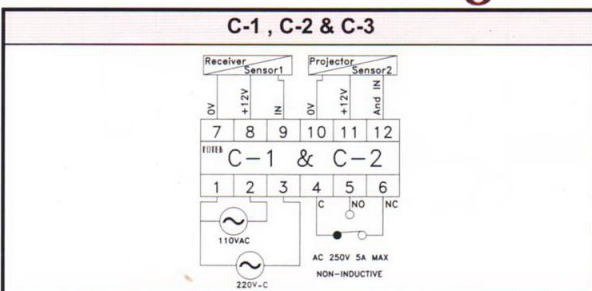 C-1 , C-2 & C-3
Receiver Projector
Sensor1 Sensor2
0V +12V IN 0V +12V And IN
7 8 9 10 11 12
C-1 & C-2
1 2 3 4 5 6
C NO NC
110VAC
AC 250V 5A MAX
NON-INDUCTIVE
220V-C